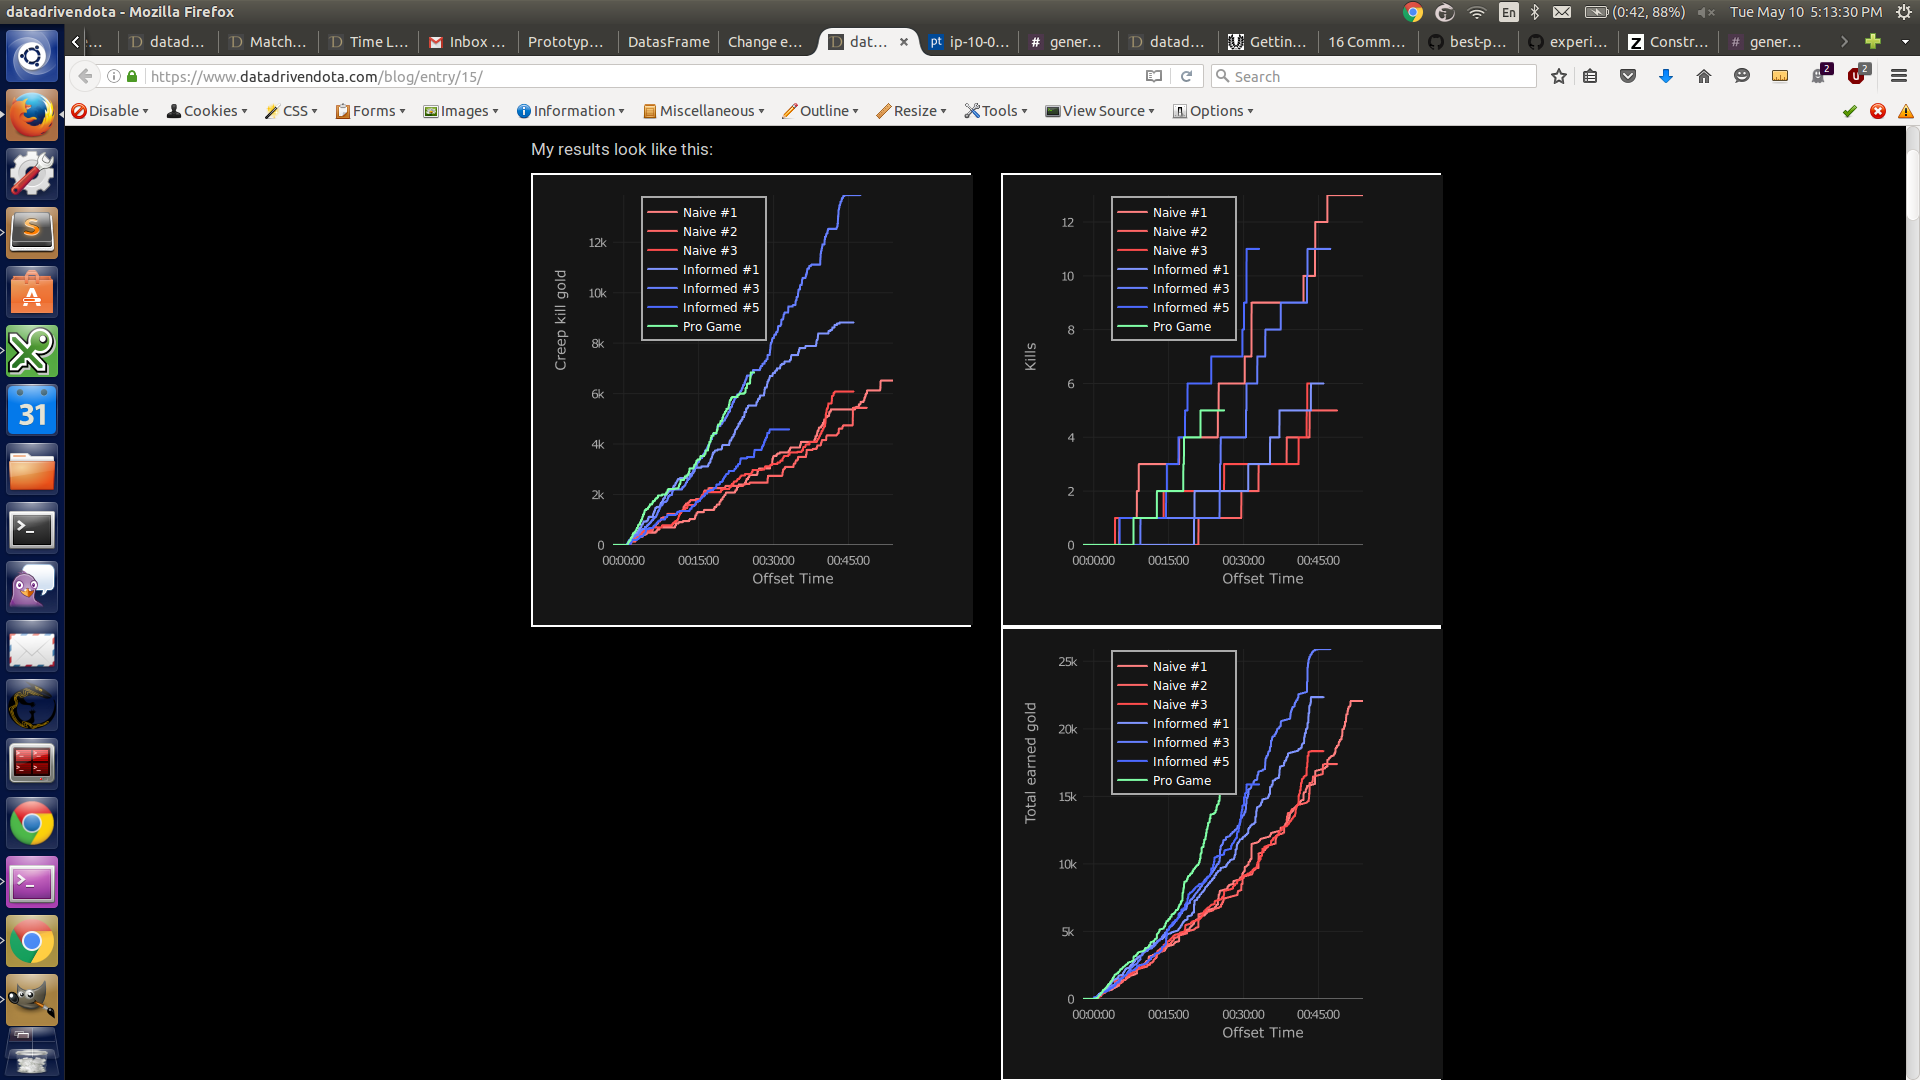 datadrivendota - Mozilla Firefox
En
(0:42, 88%)
Tue May 10 5:13:30 PM
e...
datad...
Match...
Time L...
Inbox ...
Prototyp...
DatasFrame
Change e...
dat...
pt ip-10-0...
# gener...
datad...
Gettin...
16 Comm...
best-p...
experi...
Z Constr...
# gener...
https://www.datadrivendota.com/blog/entry/15/
Search
2
2
Disable
Cookies
CSS
Forms
Images
Information
Miscellaneous
Outline
Resize
Tools
View Source
Options
31
My results look like this:
Naive #1
Naive #2
Naive #3
Informed #1
Informed #3
Informed #5
Pro Game
Creep kill gold
12k
10k
8k
6k
4k
2k
0
00:00:00
00:15:00
00:30:00
00:45:00
Offset Time
Naive #1
Naive #2
Naive #3
Informed #1
Informed #3
Informed #5
Pro Game
Kills
12
10
8
6
4
2
0
00:00:00
00:15:00
00:30:00
00:45:00
Offset Time
Naive #1
Naive #2
Naive #3
Informed #1
Informed #3
Informed #5
Pro Game
Total earned gold
25k
20k
15k
10k
5k
0
00:00:00
00:15:00
00:30:00
00:45:00
Offset Time